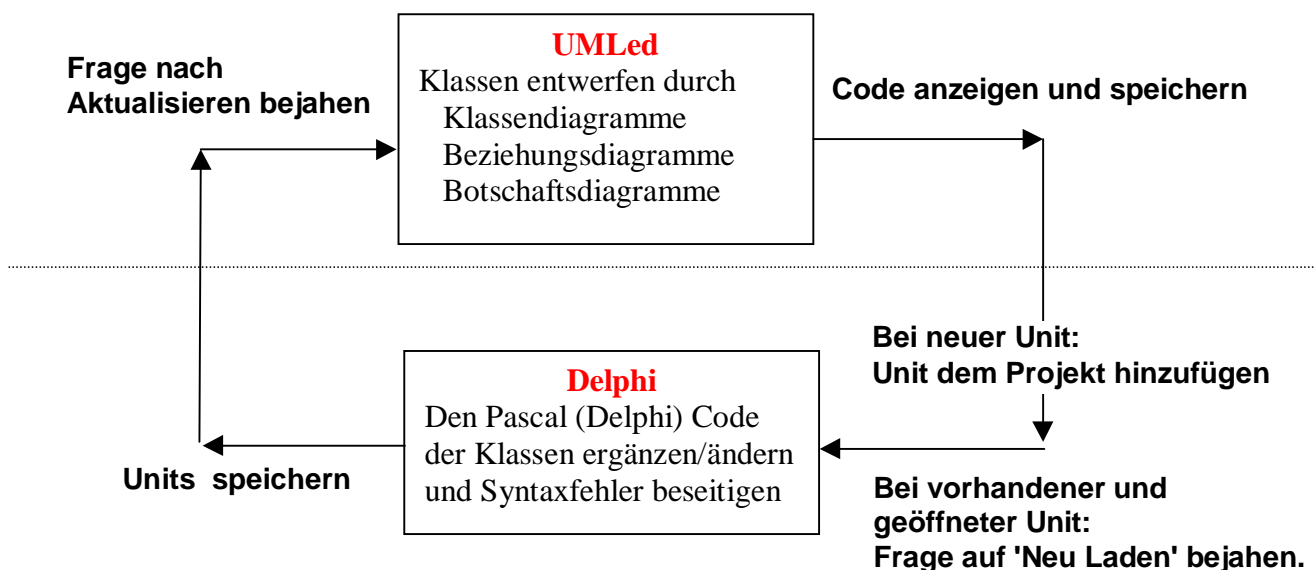 UMLed
Klassen entwerfen durch
Klassendiagramme
Beziehungsdiagramme
Botschaftsdiagramme
Frage nach
Aktualisieren bejahen
Code anzeigen und speichern
Bei neuer Unit:
Unit dem Projekt hinzufügen
Delphi
Den Pascal (Delphi) Code
der Klassen ergänzen/ändern
und Syntaxfehler beseitigen
Units speichern
Bei vorhandener und
geöffneter Unit:
Frage auf 'Neu Laden' bejahen.